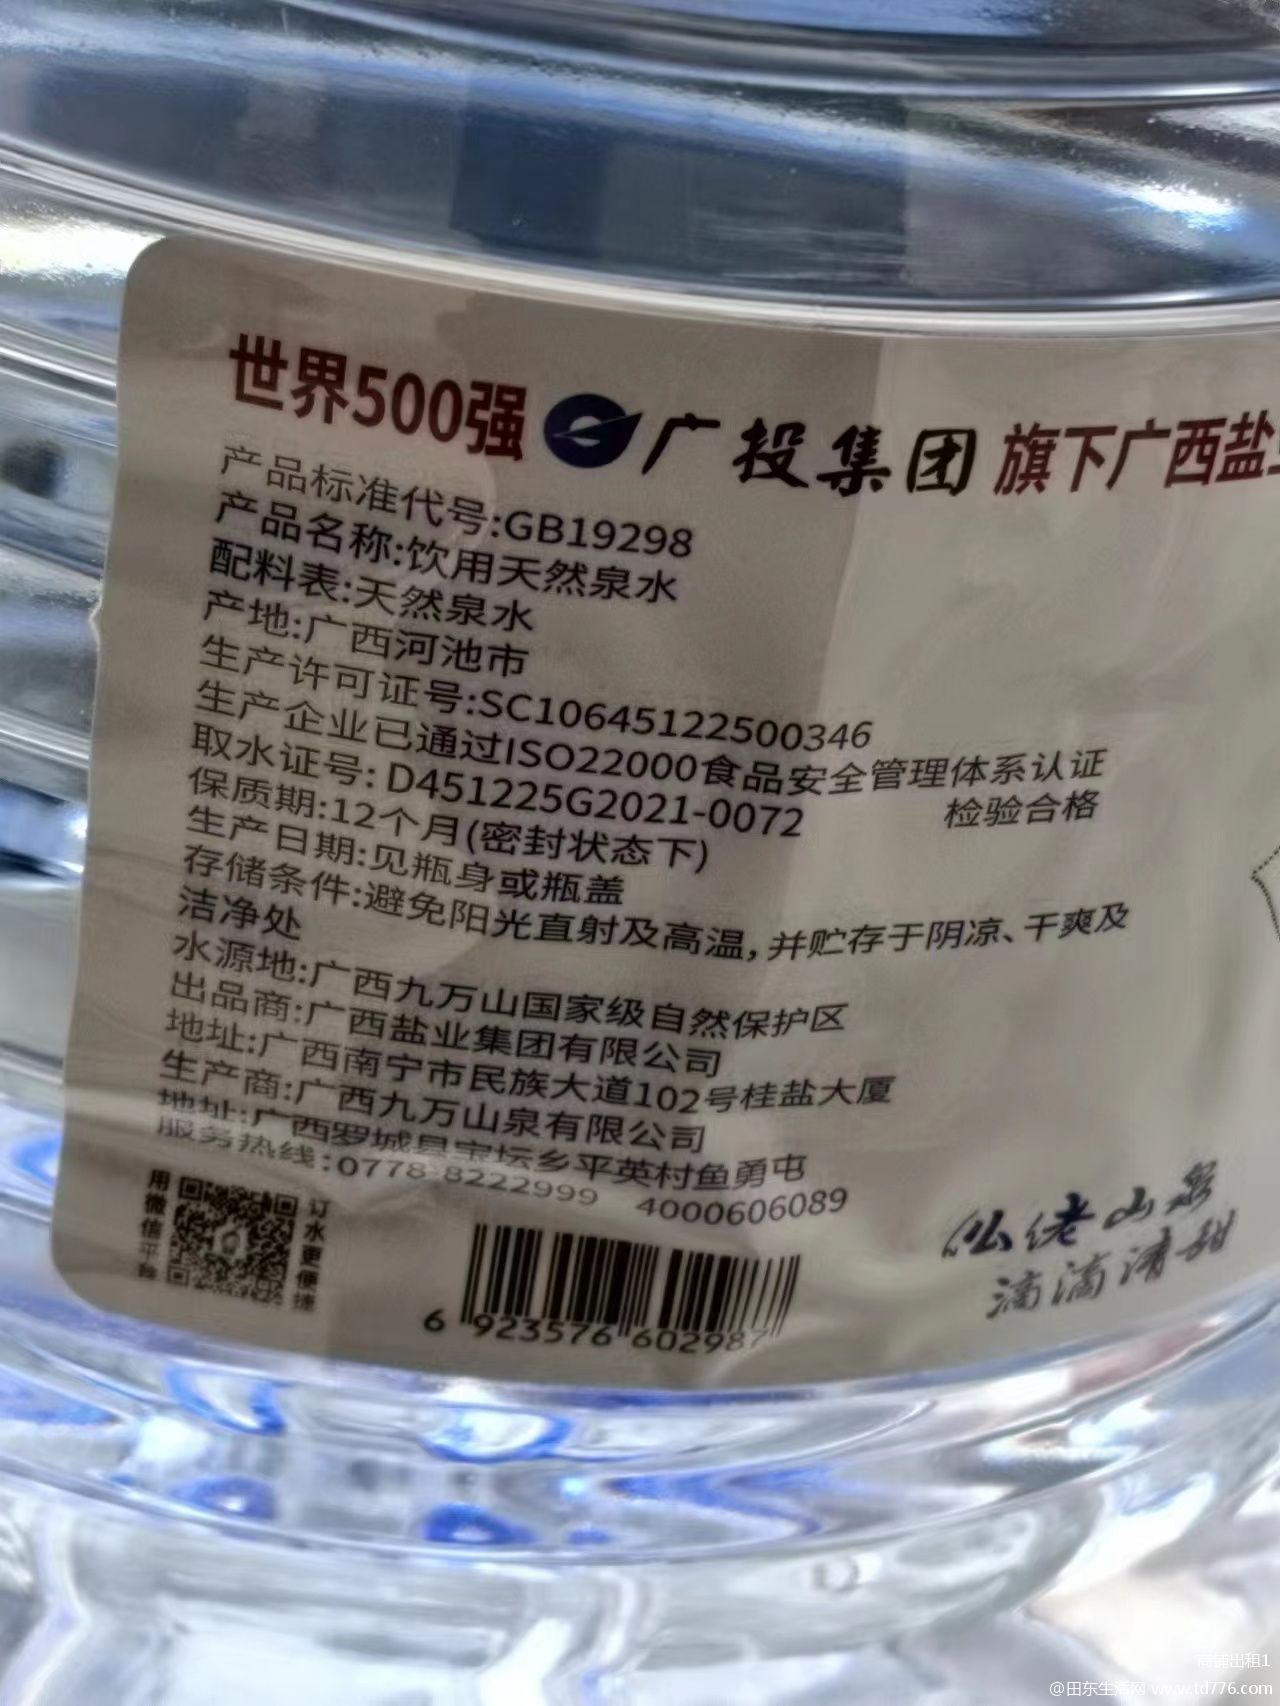 世界500强 广投集团 旗下广西盐
产品标准代号:GB19298
产品名称:饮用天然泉水
配料表:天然泉水
产地:广西河池市
生产许可证号:SC10645122500346
生产企业已通过ISO22000食品安全管理体系认证
取水证号: D451225G2021-0072 检验合格
保质期:12个月(密封状态下)
生产日期:见瓶身或瓶盖
存储条件:避免阳光直射及高温,并贮存于阴凉、干爽及
洁净处
水源地:广西九万山国家级自然保护区
出品商:广西盐业集团有限公司
地址:广西南宁市民族大道102号桂盐大厦
生产商:广西九万山泉有限公司
地址:广西罗城县宝坛乡平英村鱼勇屯
服务热线:0778-8222999 4000606089
用微信平台
订水更便捷
6 923576 602987
仫佬山泉
滴滴清甜
商铺出租1
@田东生活网 www.td776.com